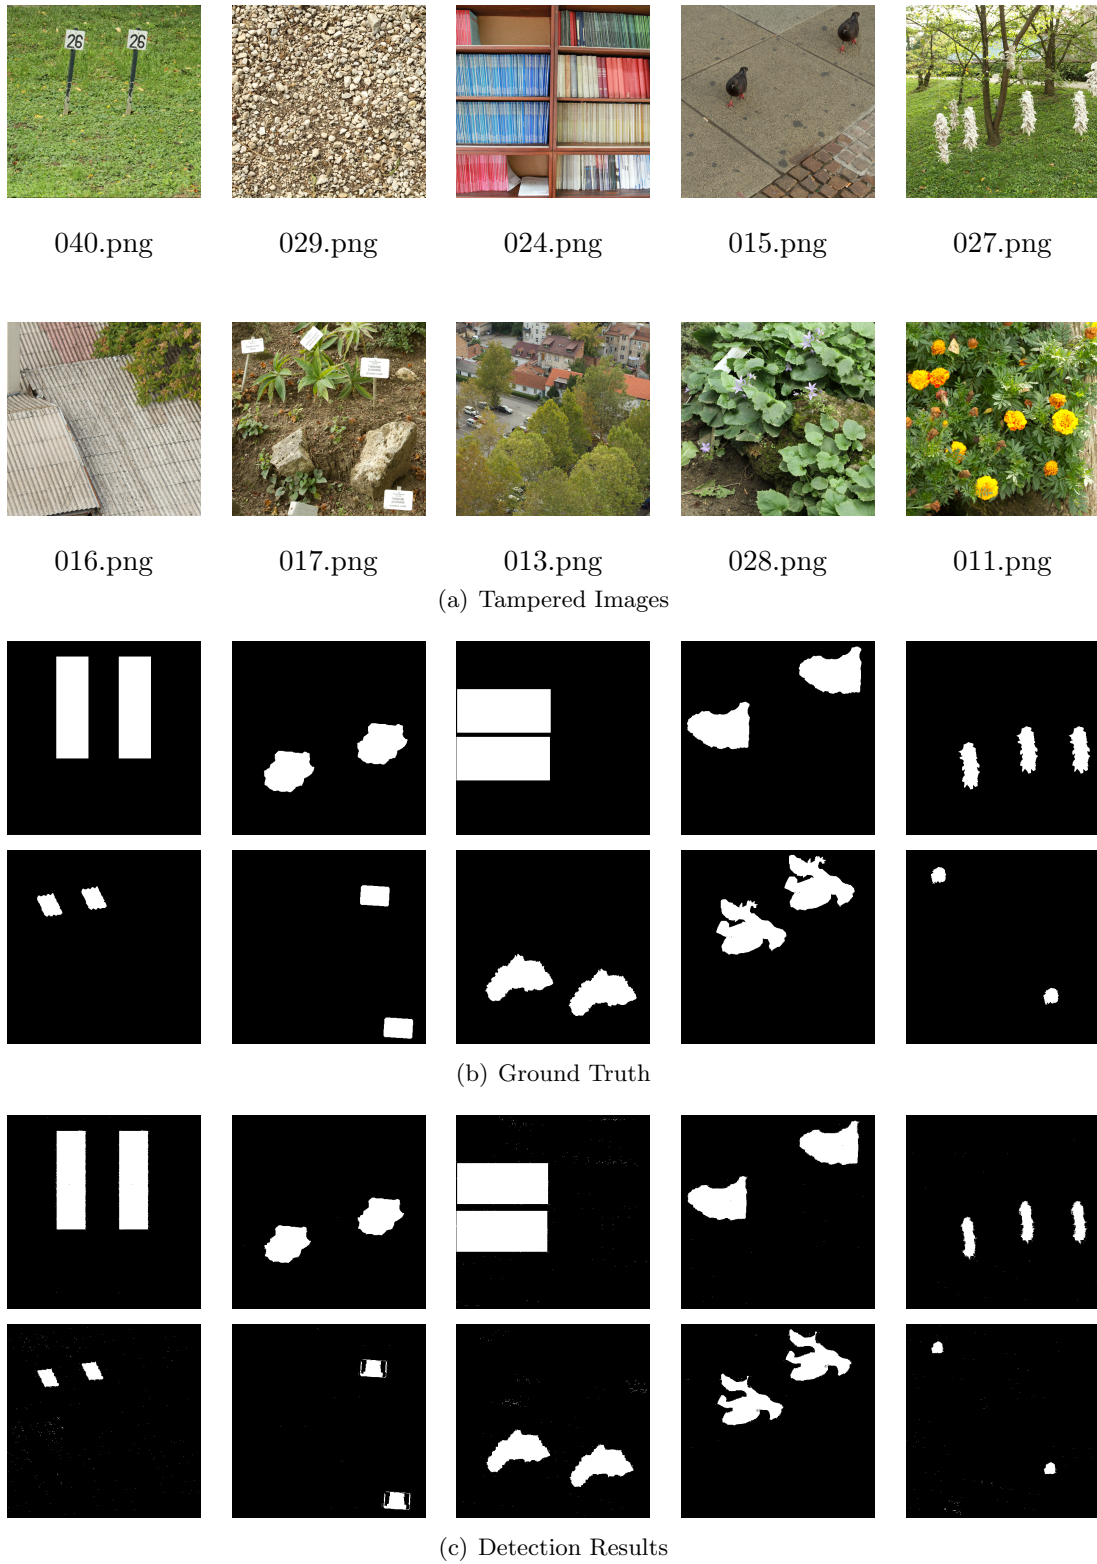 26 26
040.png 029.png 024.png 015.png 027.png
016.png 017.png 013.png 028.png 011.png
(a) Tampered Images
(b) Ground Truth
(c) Detection Results